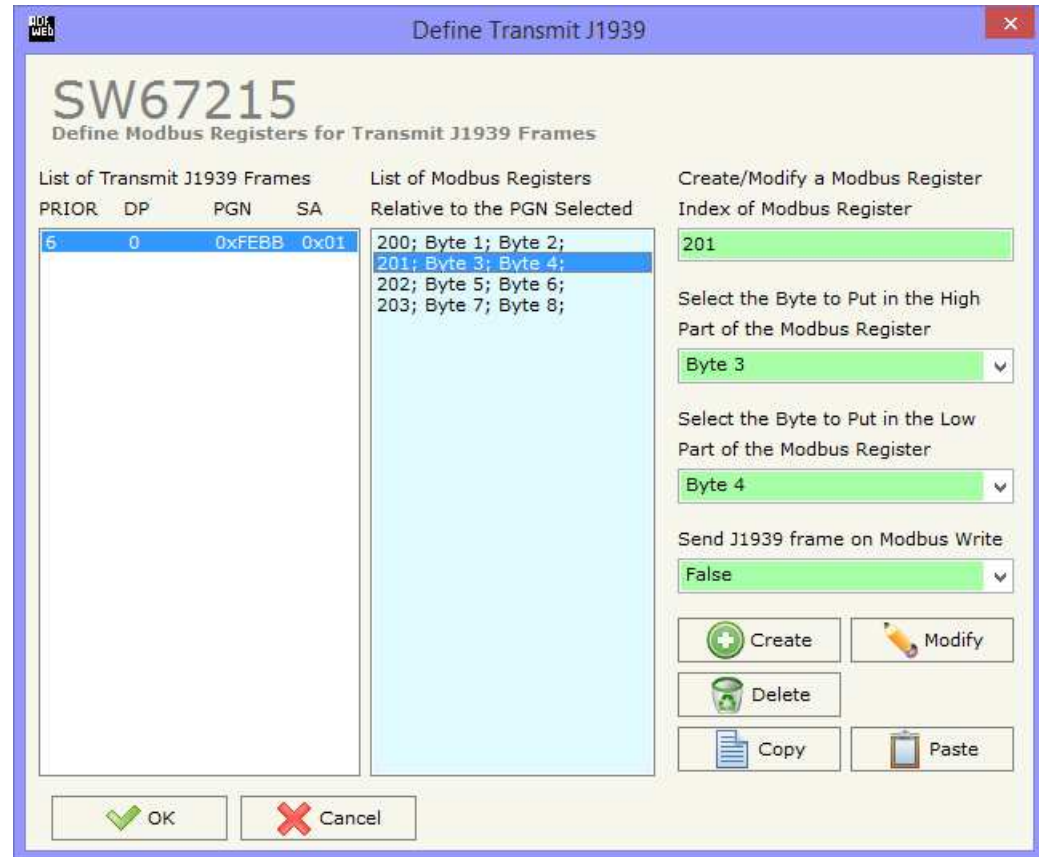 ADF
WEB
Define Transmit J1939
SW67215
Define Modbus Registers for Transmit J1939 Frames
List of Transmit J1939 Frames
PRIOR DP PGN SA
6 0 0xFEBB 0x01
List of Modbus Registers
Relative to the PGN Selected
200; Byte 1; Byte 2;
201; Byte 3; Byte 4;
202; Byte 5; Byte 6;
203; Byte 7; Byte 8;
Create/Modify a Modbus Register
Index of Modbus Register
201
Select the Byte to Put in the High
Part of the Modbus Register
Byte 3
Select the Byte to Put in the Low
Part of the Modbus Register
Byte 4
Send J1939 frame on Modbus Write
False
Create Modify
Delete
Copy Paste
OK Cancel